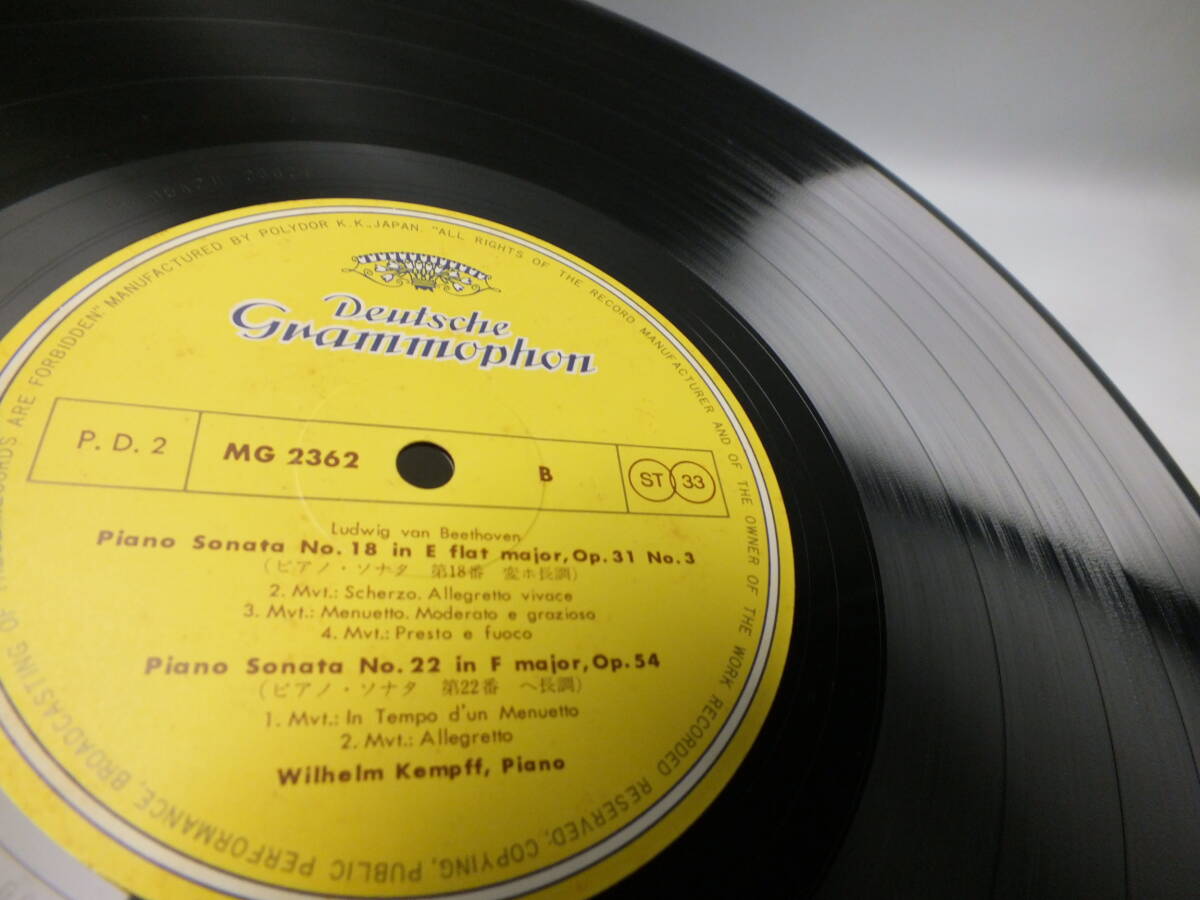 MANUFACTURED BY POLYDOR K.K., JAPAN. "ALL RIGHTS OF THE RECORD MANUFACTURER AND OF THE OWNER OF THE WORK RECORDED RESERVED. COPYING, PUBLIC PERFORMANCE, BROADCASTING OF RECORDS ARE FORBIDDEN."
Deutsche
Grammophon
P. D. 2 MG 2362 B ST 33
Ludwig van Beethoven
Piano Sonata No. 18 in E flat major, Op. 31 No. 3
(ピアノ・ソナタ 第18番 変ホ長調)
2. Mvt.: Scherzo. Allegretto vivace
3. Mvt.: Menuetto. Moderato e grazioso
4. Mvt.: Presto e fuoco
Piano Sonata No. 22 in F major, Op. 54
(ピアノ・ソナタ 第22番 ヘ長調)
1. Mvt.: In Tempo d'un Menuetto
2. Mvt.: Allegretto
Wilhelm Kempff, Piano